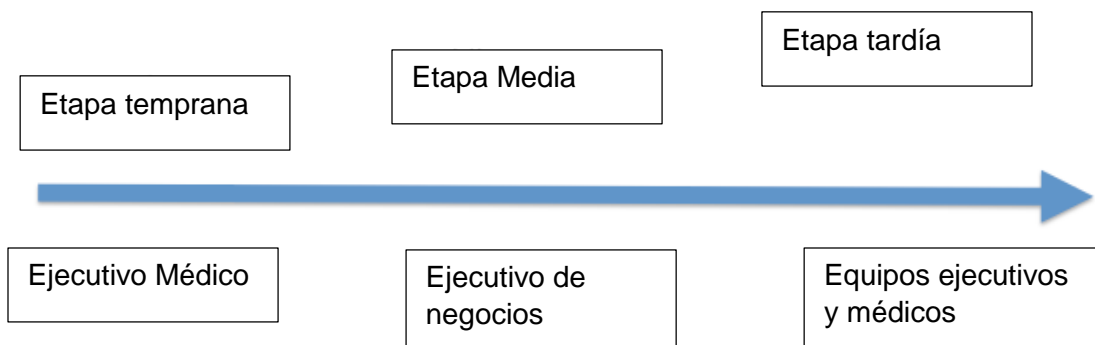 Etapa temprana
Etapa Media
Etapa tardía
Ejecutivo Médico
Ejecutivo de
negocios
Equipos ejecutivos
y médicos